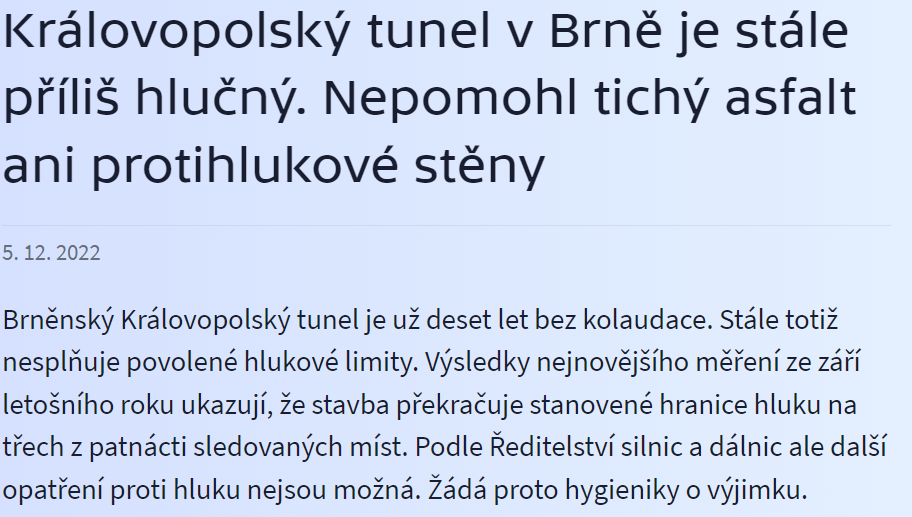 Královopolský tunel v Brně je stále
příliš hlučný. Nepomohl tichý asfalt
ani protihlukové stěny
5. 12. 2022
Brněnský Královopolský tunel je už deset let bez kolaudace. Stále totiž
nesplňuje povolené hlukové limity. Výsledky nejnovějšího měření ze září
letošního roku ukazují, že stavba překračuje stanovené hranice hluku na
třech z patnácti sledovaných míst. Podle Ředitelství silnic a dálnic ale další
opatření proti hluku nejsou možná. Žádá proto hygieniky o výjimku.